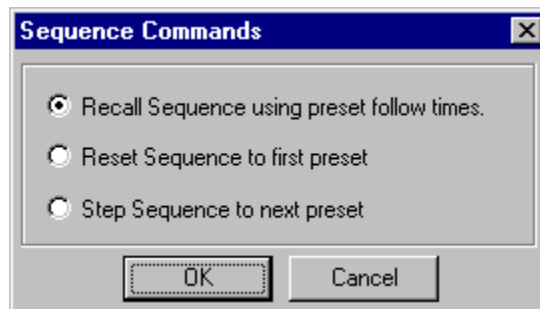 Sequence Commands
Recall Sequence using preset follow times.
Reset Sequence to first preset
Step Sequence to next preset
OK Cancel